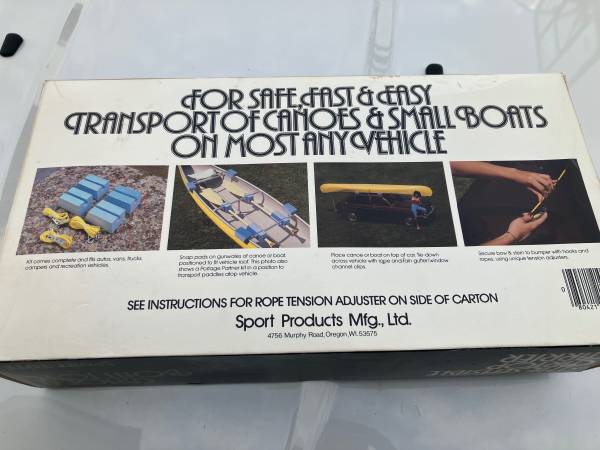 FOR SAFE, FAST & EASY
TRANSPORT OF CANOES & SMALL BOATS
ON MOST ANY VEHICLE
Kit comes complete and fits autos, vans, trucks,
campers and recreation vehicles.
Snap pads on gunwales of canoe or boat,
positioned to fit vehicle roof. This photo also
shows a Portage Partner kit in a position to
transport paddles atop vehicle.
Place canoe or boat on top of car. Tie-down
across vehicle with rope and rain gutter/window
channel clips.
Secure bow & stern to bumper with hooks and
ropes, using unique tension adjusters.
SEE INSTRUCTIONS FOR ROPE TENSION ADJUSTER ON SIDE OF CARTON
Sport Products Mfg., Ltd.
4756 Murphy Road, Oregon, WI. 53575
0
80421